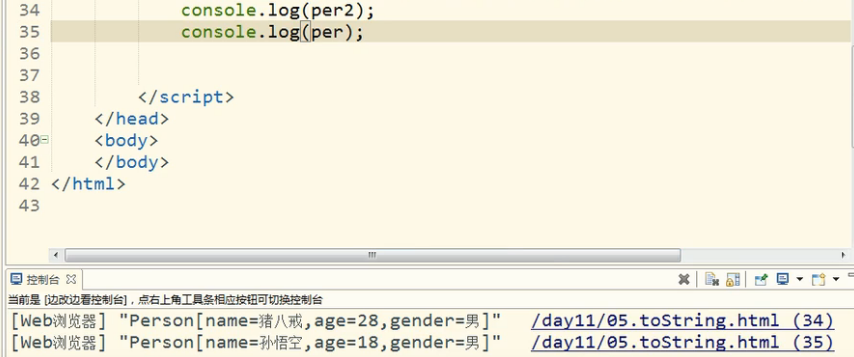 34 console.log(per2);
35 console.log(per);
36
37
38 </script>
39 </head>
40 <body>
41 </body>
42 </html>
43
控制台
当前是 [边改边看控制台]，点右上角工具条相应按钮可切换控制台
[Web浏览器] "Person[name=猪八戒,age=28,gender=男]" /day11/05.toString.html (34)
[Web浏览器] "Person[name=孙悟空,age=18,gender=男]" /day11/05.toString.html (35)